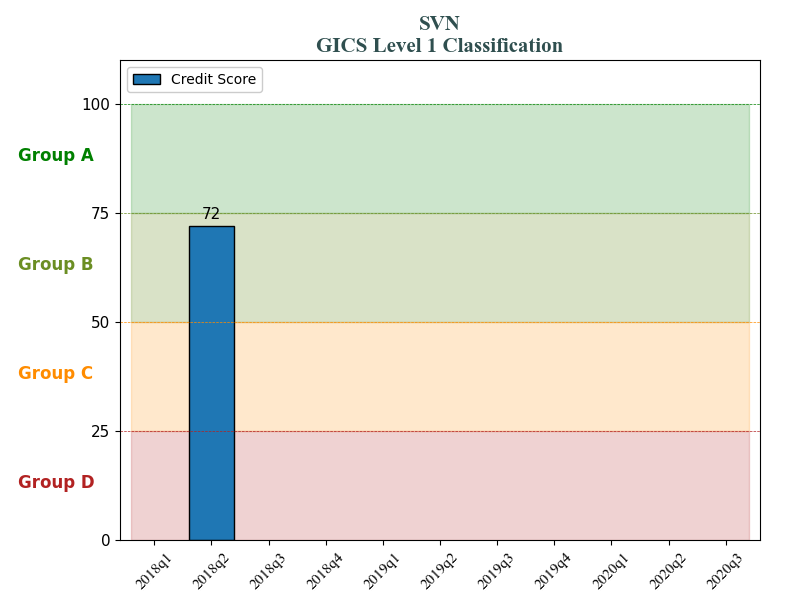 SVN
GICS Level 1 Classification
Credit Score
100
Group A
75
72
Group B
50
Group C
25
Group D
0
2018q1 2018q2 2018q3 2018q4 2019q1 2019q2 2019q3 2019q4 2020q1 2020q2 2020q3